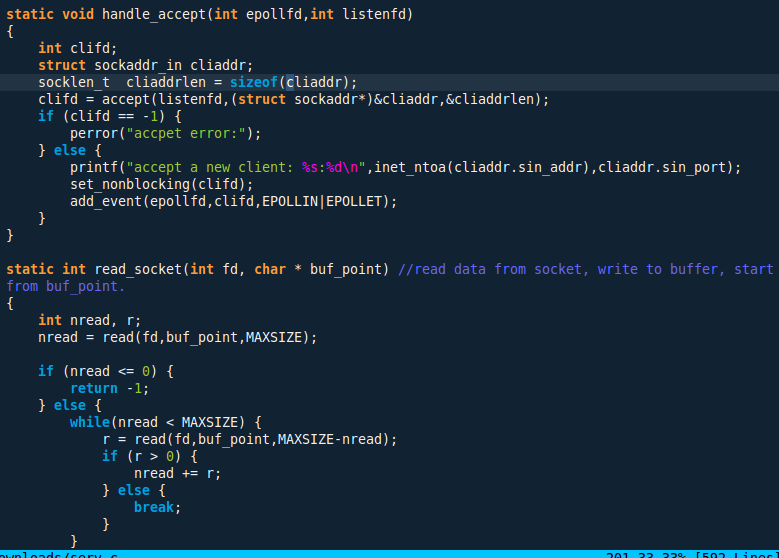 static void handle_accept(int epollfd,int listenfd)
{
    int clifd;
    struct sockaddr_in cliaddr;
    socklen_t  cliaddrlen = sizeof(cliaddr);
    clifd = accept(listenfd,(struct sockaddr*)&cliaddr,&cliaddrlen);
    if (clifd == -1) {
        perror("accpet error:");
    } else {
        printf("accept a new client: %s:%d\n",inet_ntoa(cliaddr.sin_addr),cliaddr.sin_port);
        set_nonblocking(clifd);
        add_event(epollfd,clifd,EPOLLIN|EPOLLET);
    }
}

static int read_socket(int fd, char * buf_point) //read data from socket, write to buffer, start
from buf_point.
{
    int nread, r;
    nread = read(fd,buf_point,MAXSIZE);

    if (nread <= 0) {
        return -1;
    } else {
        while(nread < MAXSIZE) {
            r = read(fd,buf_point,MAXSIZE-nread);
            if (r > 0) {
                nread += r;
            } else {
                break;
            }
        }
ownloads/serv.c 201,33 33% [592 Lines]